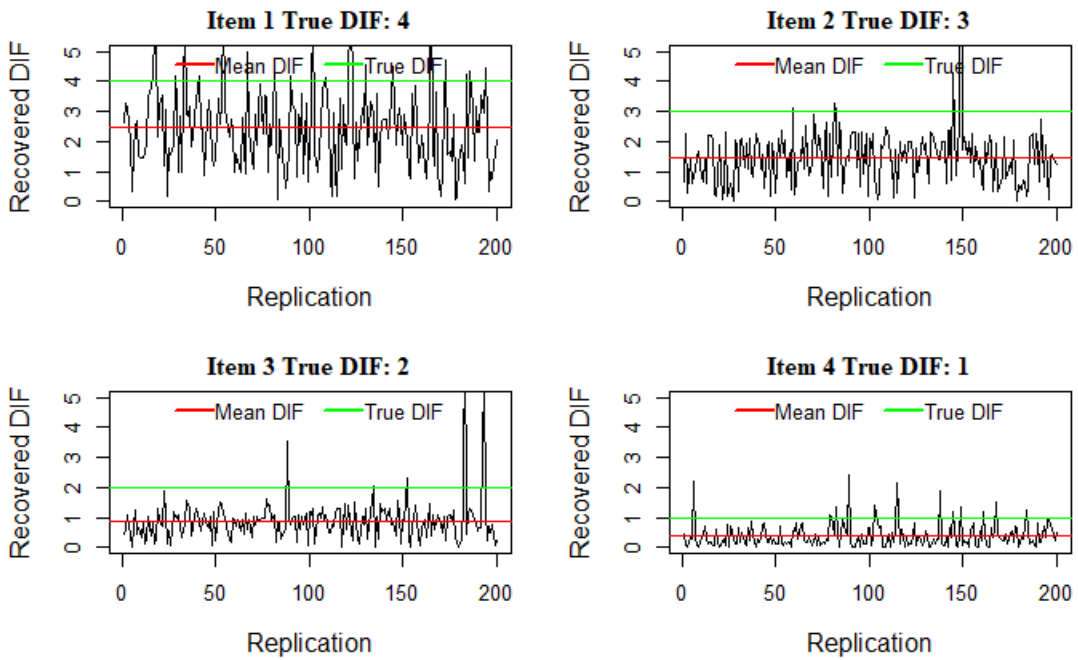 Item 1 True DIF: 4
Recovered DIF
5
4
3
2
1
0
Mean DIF True DIF
0 50 100 150 200
Replication
Item 2 True DIF: 3
Recovered DIF
5
4
3
2
1
0
Mean DIF True DIF
0 50 100 150 200
Replication
Item 3 True DIF: 2
Recovered DIF
5
4
3
2
1
0
Mean DIF True DIF
0 50 100 150 200
Replication
Item 4 True DIF: 1
Recovered DIF
5
4
3
2
1
0
Mean DIF True DIF
0 50 100 150 200
Replication